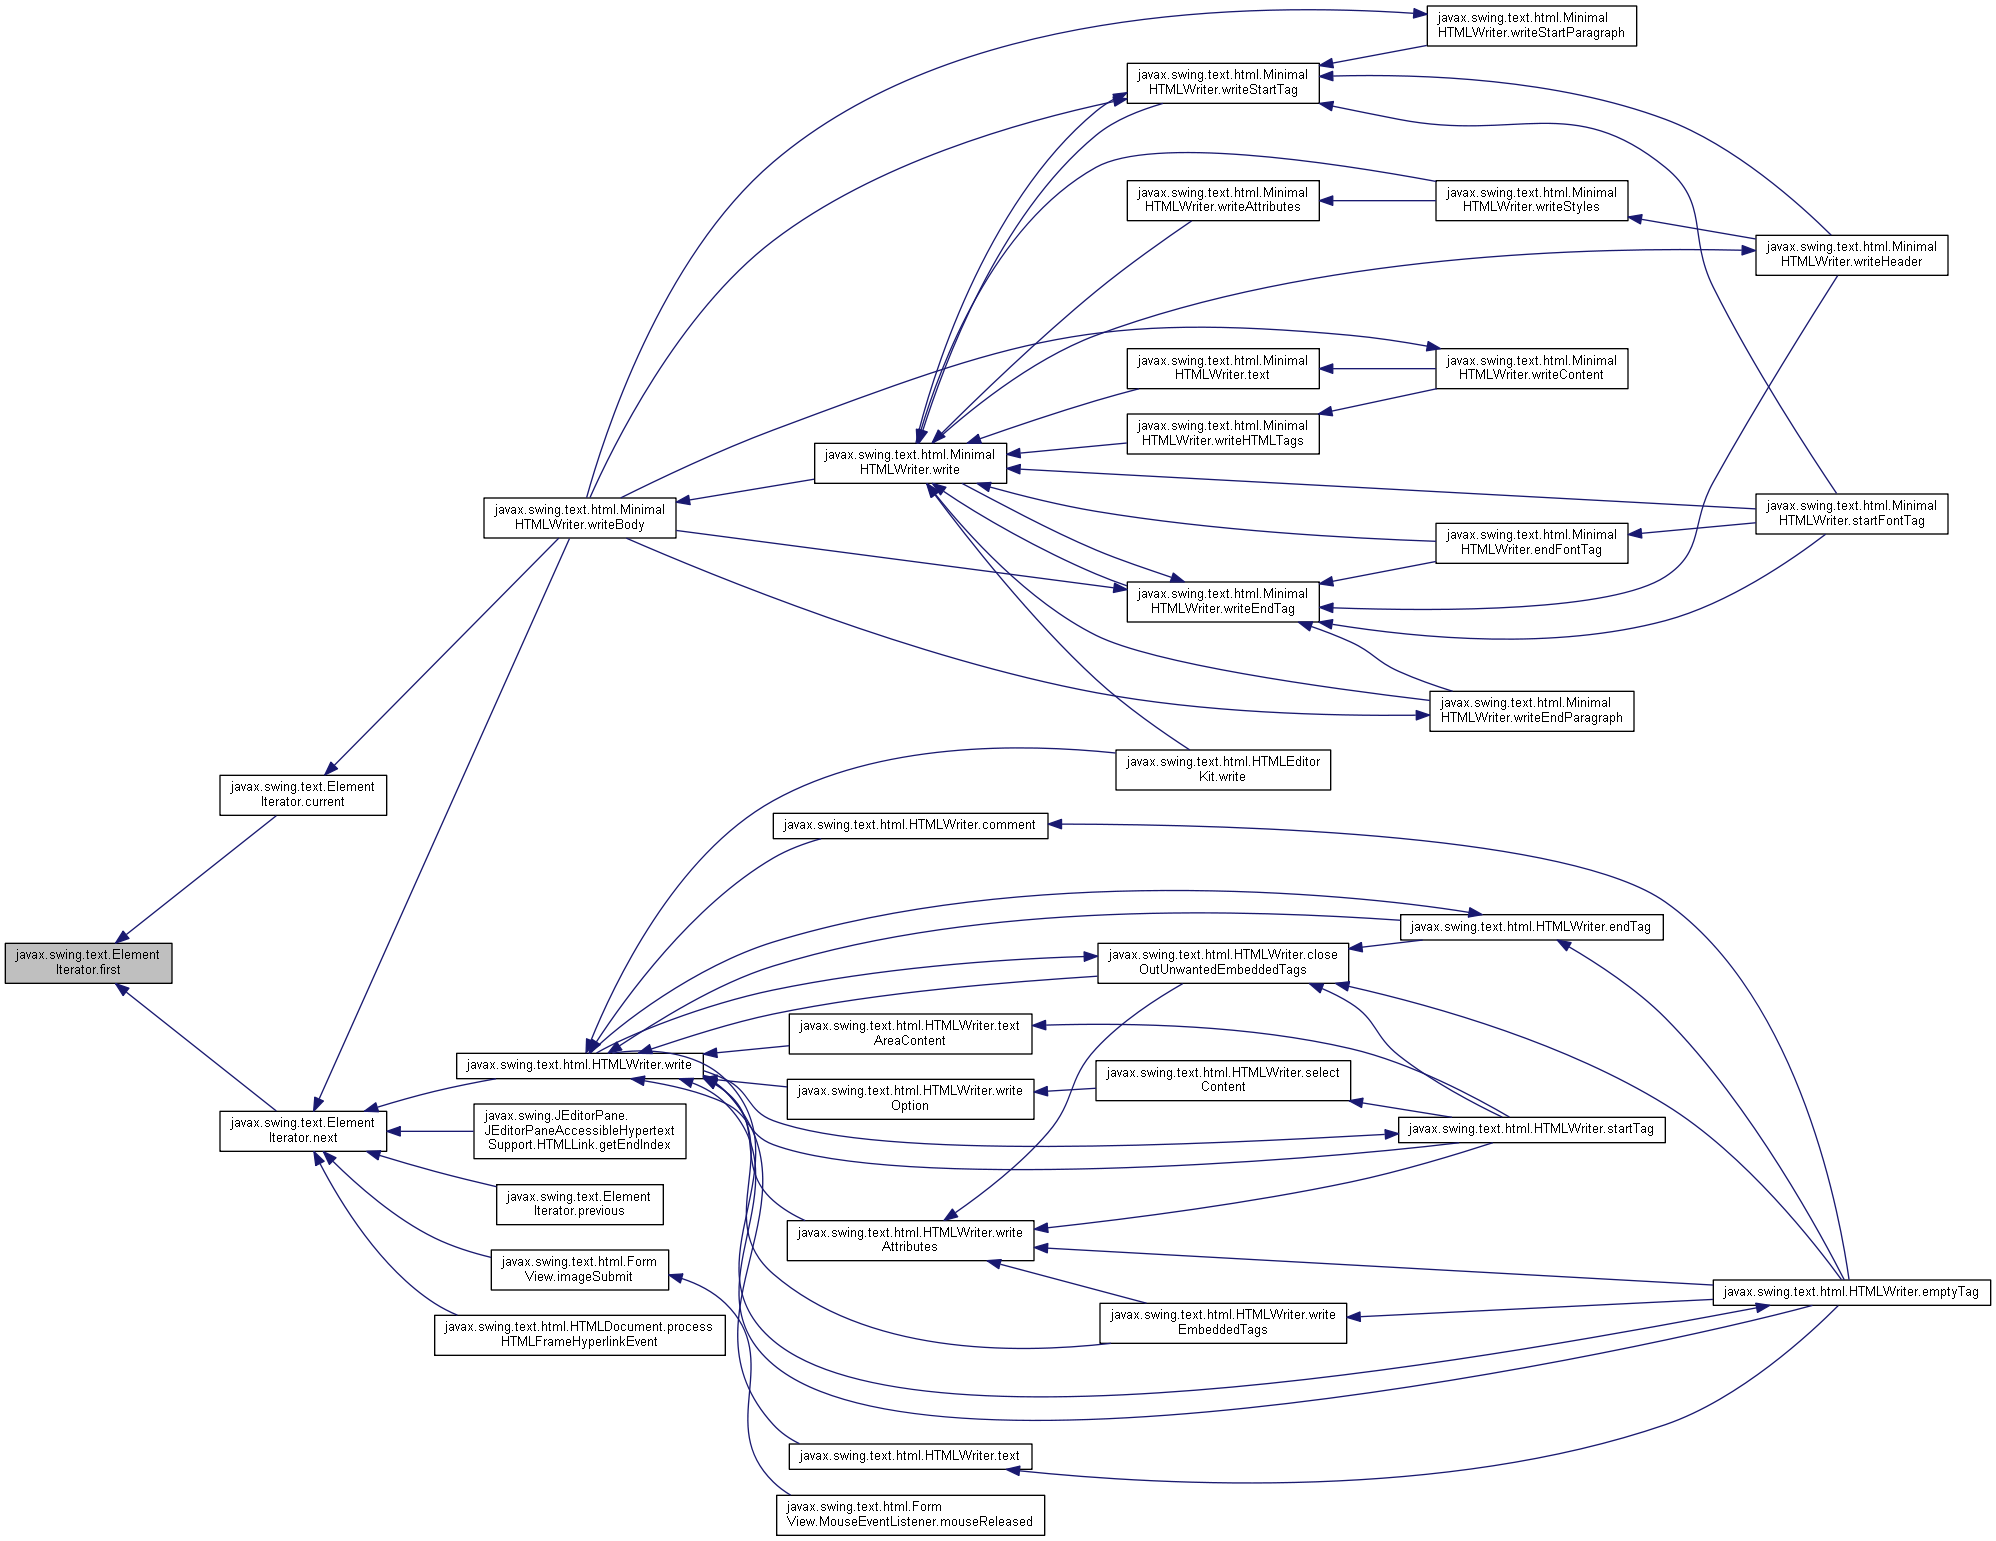 javax.swing.text.html.Minimal
HTMLWriter.writeStartParagraph
javax.swing.text.html.Minimal
HTMLWriter.writeStartTag
javax.swing.text.html.Minimal
HTMLWriter.writeAttributes
javax.swing.text.html.Minimal
HTMLWriter.writeStyles
javax.swing.text.html.Minimal
HTMLWriter.writeHeader
javax.swing.text.html.Minimal
HTMLWriter.text
javax.swing.text.html.Minimal
HTMLWriter.writeContent
javax.swing.text.html.Minimal
HTMLWriter.writeHTMLTags
javax.swing.text.html.Minimal
HTMLWriter.write
javax.swing.text.html.Minimal
HTMLWriter.writeBody
javax.swing.text.html.Minimal
HTMLWriter.startFontTag
javax.swing.text.html.Minimal
HTMLWriter.endFontTag
javax.swing.text.html.Minimal
HTMLWriter.writeEndTag
javax.swing.text.html.Minimal
HTMLWriter.writeEndParagraph
javax.swing.text.html.HTMLEditor
Kit.write
javax.swing.text.Element
Iterator.current
javax.swing.text.html.HTMLWriter.comment
javax.swing.text.html.HTMLWriter.endTag
javax.swing.text.Element
Iterator.first
javax.swing.text.html.HTMLWriter.close
OutUnwantedEmbeddedTags
javax.swing.text.html.HTMLWriter.text
AreaContent
javax.swing.text.html.HTMLWriter.write
javax.swing.text.html.HTMLWriter.select
Content
javax.swing.text.html.HTMLWriter.write
Option
javax.swing.text.Element
Iterator.next
javax.swing.JEditorPane.
JEditorPaneAccessibleHypertext
Support.HTMLLink.getEndIndex
javax.swing.text.html.HTMLWriter.startTag
javax.swing.text.Element
Iterator.previous
javax.swing.text.html.HTMLWriter.write
Attributes
javax.swing.text.html.Form
View.imageSubmit
javax.swing.text.html.HTMLWriter.emptyTag
javax.swing.text.html.HTMLWriter.write
EmbeddedTags
javax.swing.text.html.HTMLDocument.process
HTMLFrameHyperlinkEvent
javax.swing.text.html.HTMLWriter.text
javax.swing.text.html.Form
View.MouseEventListener.mouseReleased